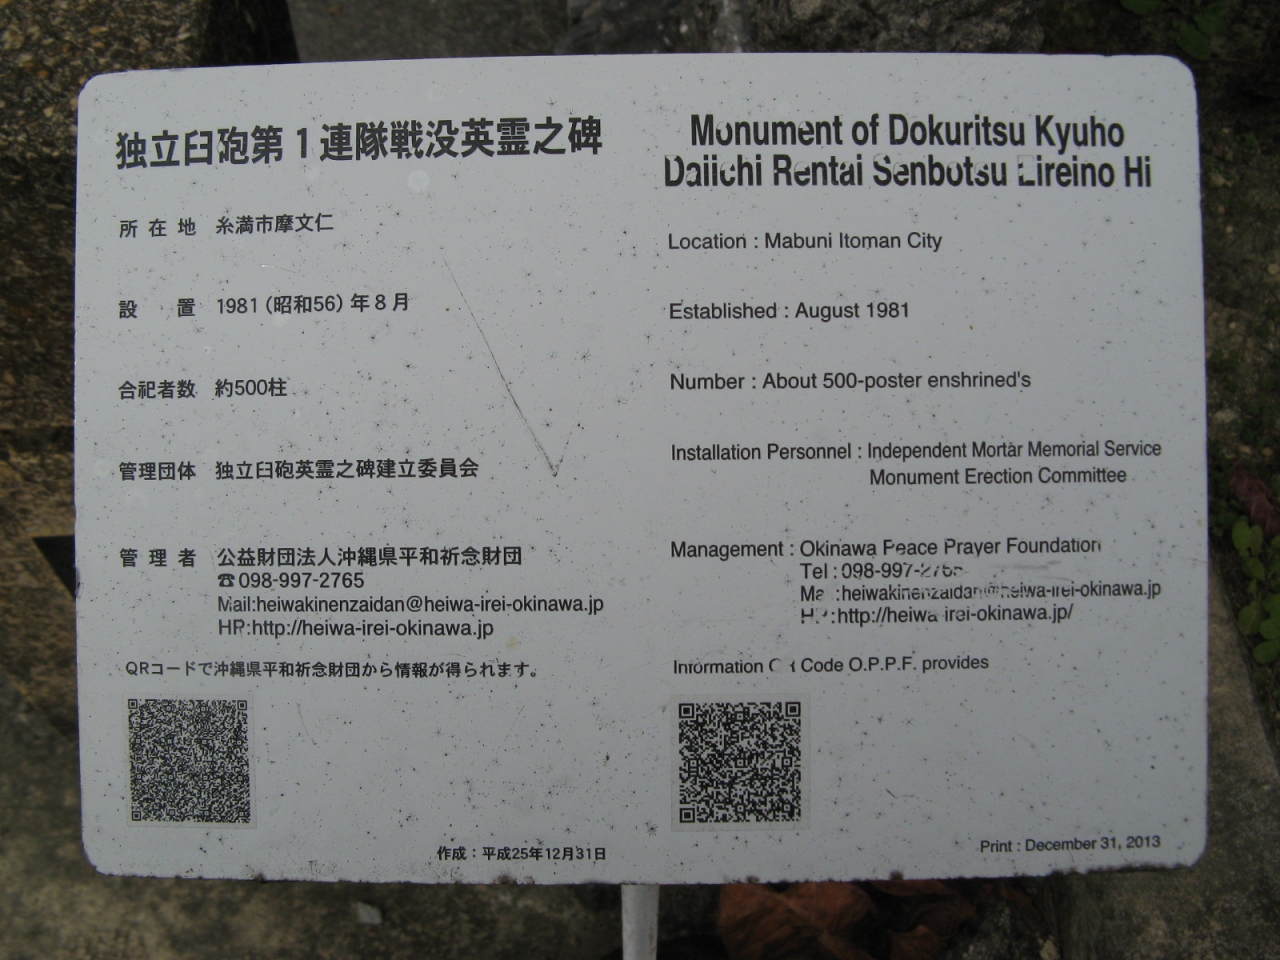 独立臼砲第1連隊戦没英霊之碑
所在地 糸満市摩文仁
設置 1981(昭和56)年8月
合祀者数 約500柱
管理団体 独立臼砲英霊之碑建立委員会
管理者 公益財団法人沖縄県平和祈念財団
☎098-997-2765
Mail:heiwakinenzaidan@heiwa-irei-okinawa.jp
HP:http://heiwa-irei-okinawa.jp
QRコードで沖縄県平和祈念財団から情報が得られます。
作成：平成25年12月31日
Monument of Dokuritsu Kyuho
Daiichi Rentai Senbotsu Eireino Hi
Location : Mabuni Itoman City
Established : August 1981
Number : About 500-poster enshrined's
Installation Personnel : Independent Mortar Memorial Service
Monument Erection Committee
Management : Okinawa Peace Prayer Foundation
Tel : 098-997-2765
Mail:heiwakinenzaidan@heiwa-irei-okinawa.jp
HP:http://heiwa-irei-okinawa.jp/
Information Code O.P.P.F. provides
Print : December 31, 2013